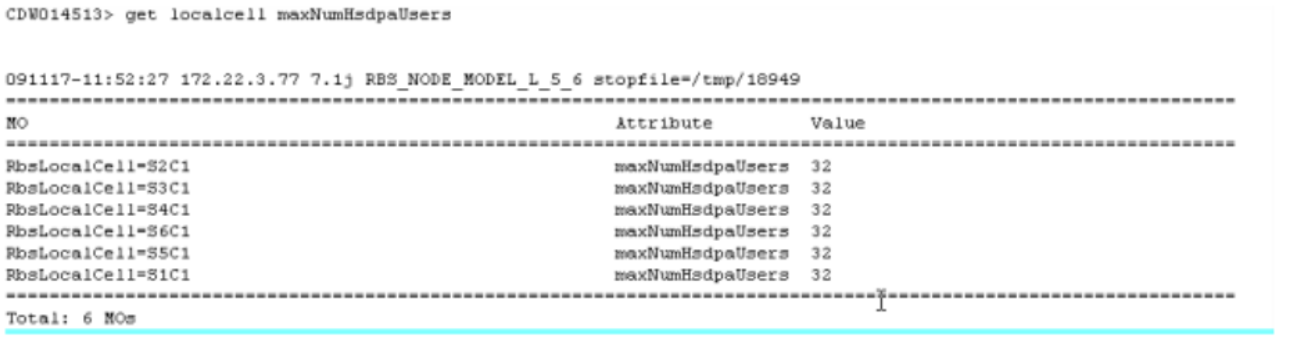 CDW014513> get localcell maxNumHsdpaUsers
091117-11:52:27 172.22.3.77 7.1j RBS_NODE_MODEL_L_5_6 stopfile=/tmp/18949
=================================================================================================================
MO Attribute Value
=================================================================================================================
RbsLocalCell=S2C1 maxNumHsdpaUsers 32
RbsLocalCell=S3C1 maxNumHsdpaUsers 32
RbsLocalCell=S4C1 maxNumHsdpaUsers 32
RbsLocalCell=S6C1 maxNumHsdpaUsers 32
RbsLocalCell=S5C1 maxNumHsdpaUsers 32
RbsLocalCell=S1C1 maxNumHsdpaUsers 32
=================================================================================================================
Total: 6 MOs